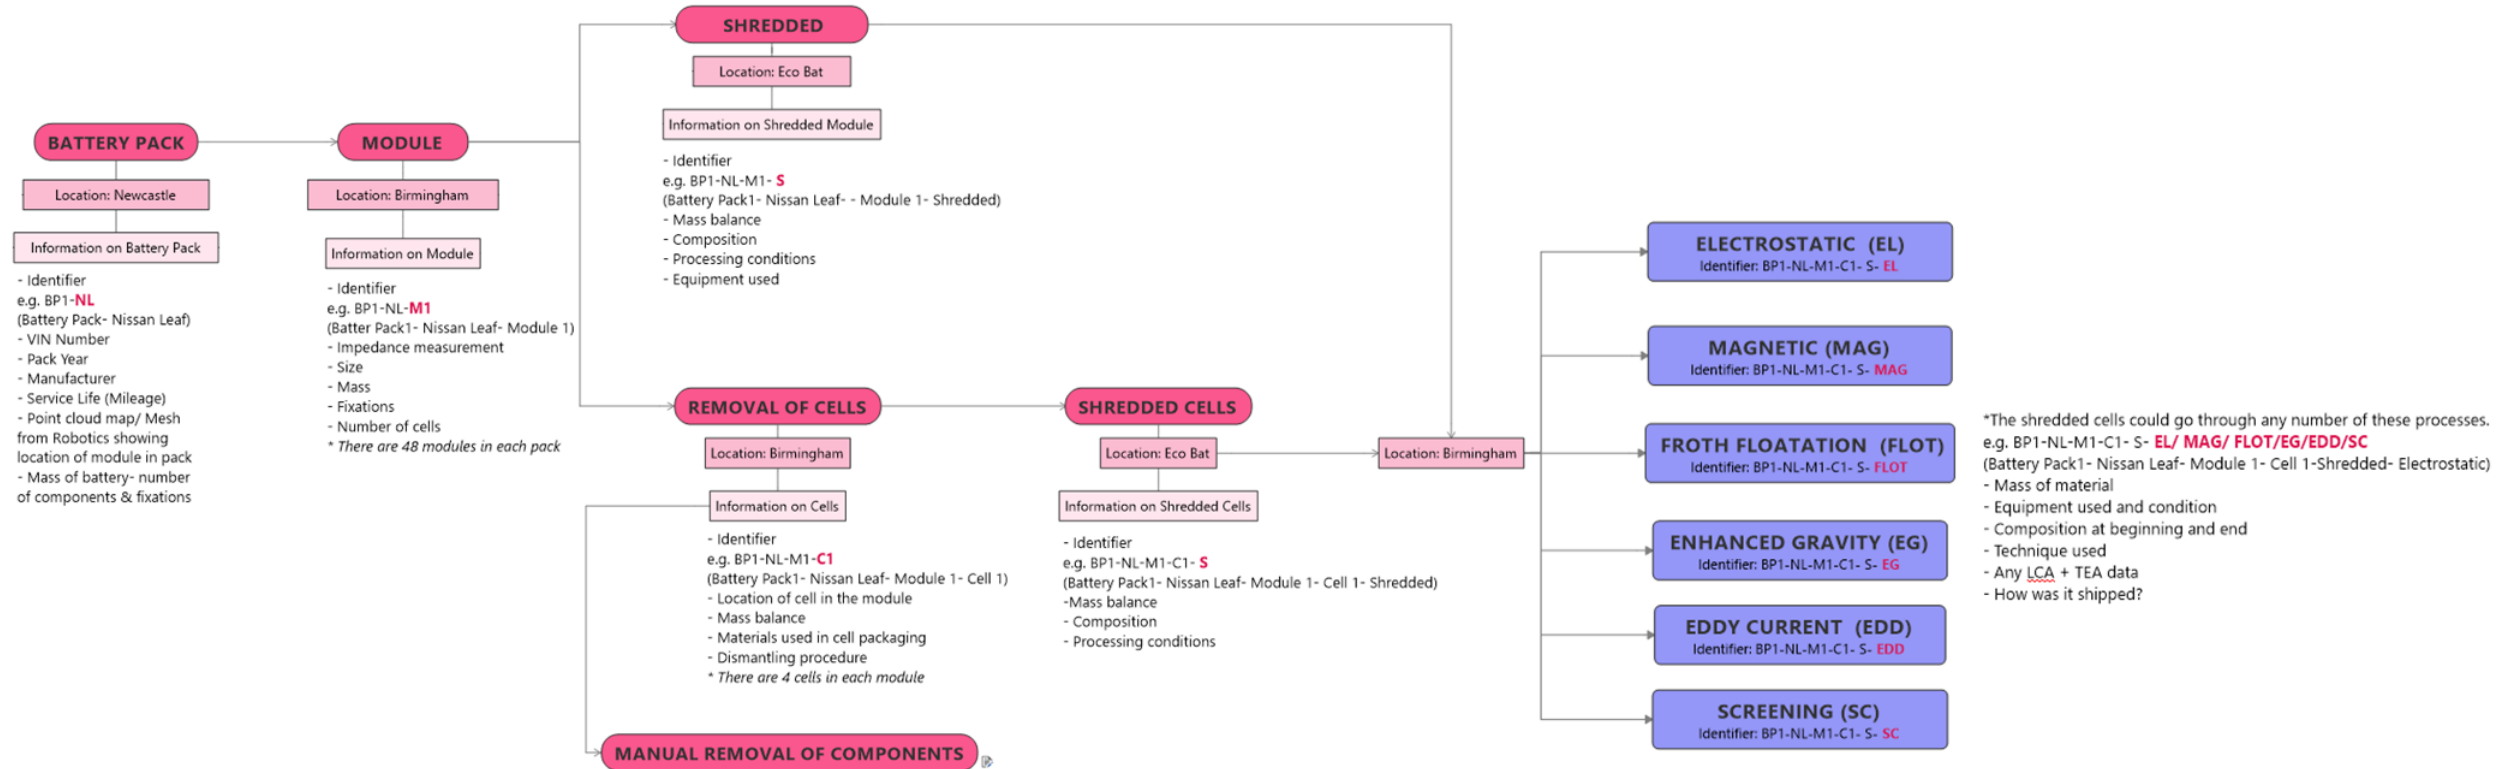 BATTERY PACK
Location: Newcastle
Information on Battery Pack
- Identifier
e.g. BP1-NL
(Battery Pack- Nissan Leaf)
- VIN Number
- Pack Year
- Manufacturer
- Service Life (Mileage)
- Point cloud map/ Mesh
from Robotics showing
location of module in pack
- Mass of battery- number
of components & fixations
MODULE
Location: Birmingham
Information on Module
- Identifier
e.g. BP1-NL-M1
(Batter Pack1- Nissan Leaf- Module 1)
- Impedance measurement
- Size
- Mass
- Fixations
- Number of cells
* There are 48 modules in each pack
SHREDDED
Location: Eco Bat
Information on Shredded Module
- Identifier
e.g. BP1-NL-M1- S
(Battery Pack1- Nissan Leaf- - Module 1- Shredded)
- Mass balance
- Composition
- Processing conditions
- Equipment used
REMOVAL OF CELLS
Location: Birmingham
Information on Cells
- Identifier
e.g. BP1-NL-M1-C1
(Battery Pack1- Nissan Leaf- Module 1- Cell 1)
- Location of cell in the module
- Mass balance
- Materials used in cell packaging
- Dismantling procedure
* There are 4 cells in each module
MANUAL REMOVAL OF COMPONENTS
SHREDDED CELLS
Location: Eco Bat
Information on Shredded Cells
- Identifier
e.g. BP1-NL-M1-C1- S
(Battery Pack1- Nissan Leaf- Module 1- Cell 1- Shredded)
-Mass balance
- Composition
- Processing conditions
Location: Birmingham
ELECTROSTATIC (EL)
Identifier: BP1-NL-M1-C1- S- EL
MAGNETIC (MAG)
Identifier: BP1-NL-M1-C1- S- MAG
FROTH FLOATATION (FLOT)
Identifier: BP1-NL-M1-C1- S- FLOT
ENHANCED GRAVITY (EG)
Identifier: BP1-NL-M1-C1- S- EG
EDDY CURRENT (EDD)
Identifier: BP1-NL-M1-C1- S- EDD
SCREENING (SC)
Identifier: BP1-NL-M1-C1- S- SC
*The shredded cells could go through any number of these processes.
e.g. BP1-NL-M1-C1- S- EL/ MAG/ FLOT/EG/EDD/SC
(Battery Pack1- Nissan Leaf- Module 1- Cell 1-Shredded- Electrostatic)
- Mass of material
- Equipment used and condition
- Composition at beginning and end
- Technique used
- Any LCA + TEA data
- How was it shipped?